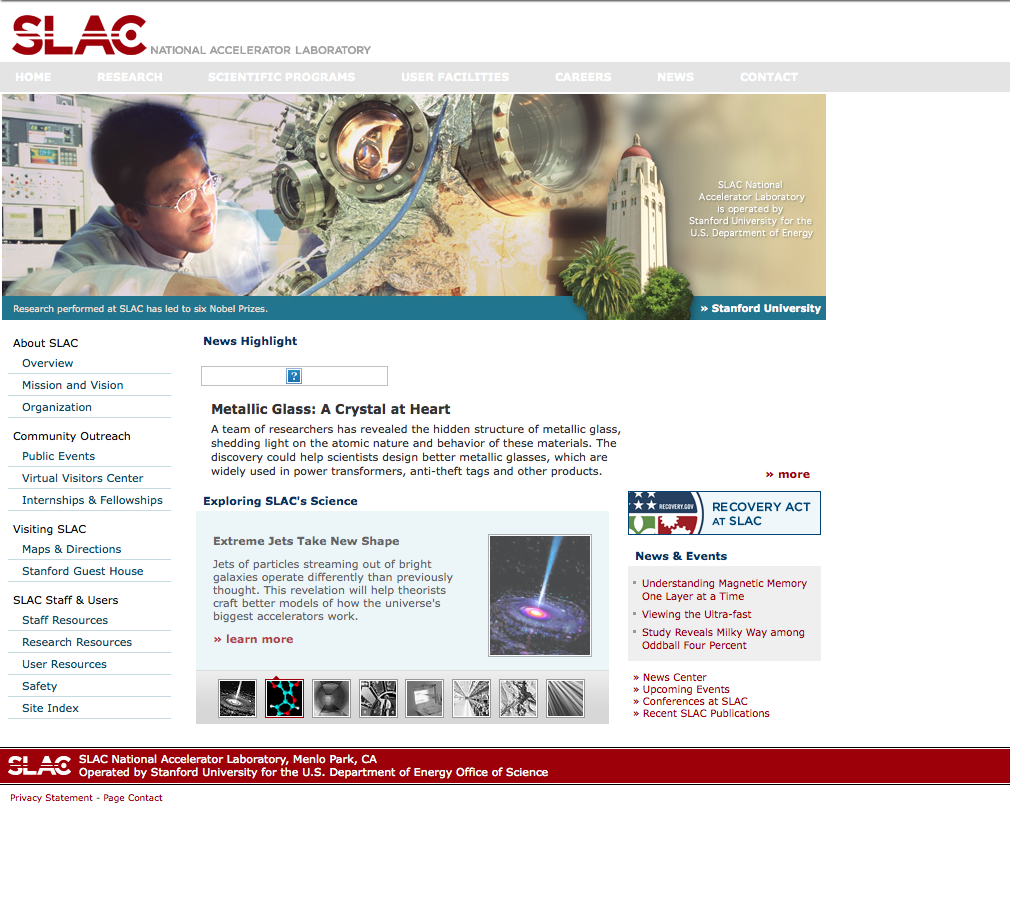 SLAC NATIONAL ACCELERATOR LABORATORY
HOME RESEARCH SCIENTIFIC PROGRAMS USER FACILITIES CAREERS NEWS CONTACT
SLAC National
Accelerator Laboratory
is operated by
Stanford University for the
U.S. Department of Energy
Research performed at SLAC has led to six Nobel Prizes.
» Stanford University
About SLAC
Overview
Mission and Vision
Organization
Community Outreach
Public Events
Virtual Visitors Center
Internships & Fellowships
Visiting SLAC
Maps & Directions
Stanford Guest House
SLAC Staff & Users
Staff Resources
Research Resources
User Resources
Safety
Site Index
News Highlight
?
Metallic Glass: A Crystal at Heart
A team of researchers has revealed the hidden structure of metallic glass,
shedding light on the atomic nature and behavior of these materials. The
discovery could help scientists design better metallic glasses, which are
widely used in power transformers, anti-theft tags and other products.
» more
Exploring SLAC's Science
Extreme Jets Take New Shape
Jets of particles streaming out of bright
galaxies operate differently than previously
thought. This revelation will help theorists
craft better models of how the universe's
biggest accelerators work.
» learn more
RECOVERY.GOV
RECOVERY ACT
AT SLAC
News & Events
Understanding Magnetic Memory
One Layer at a Time
Viewing the Ultra-fast
Study Reveals Milky Way among
Oddball Four Percent
» News Center
» Upcoming Events
» Conferences at SLAC
» Recent SLAC Publications
SLAC
SLAC National Accelerator Laboratory, Menlo Park, CA
Operated by Stanford University for the U.S. Department of Energy Office of Science
Privacy Statement - Page Contact